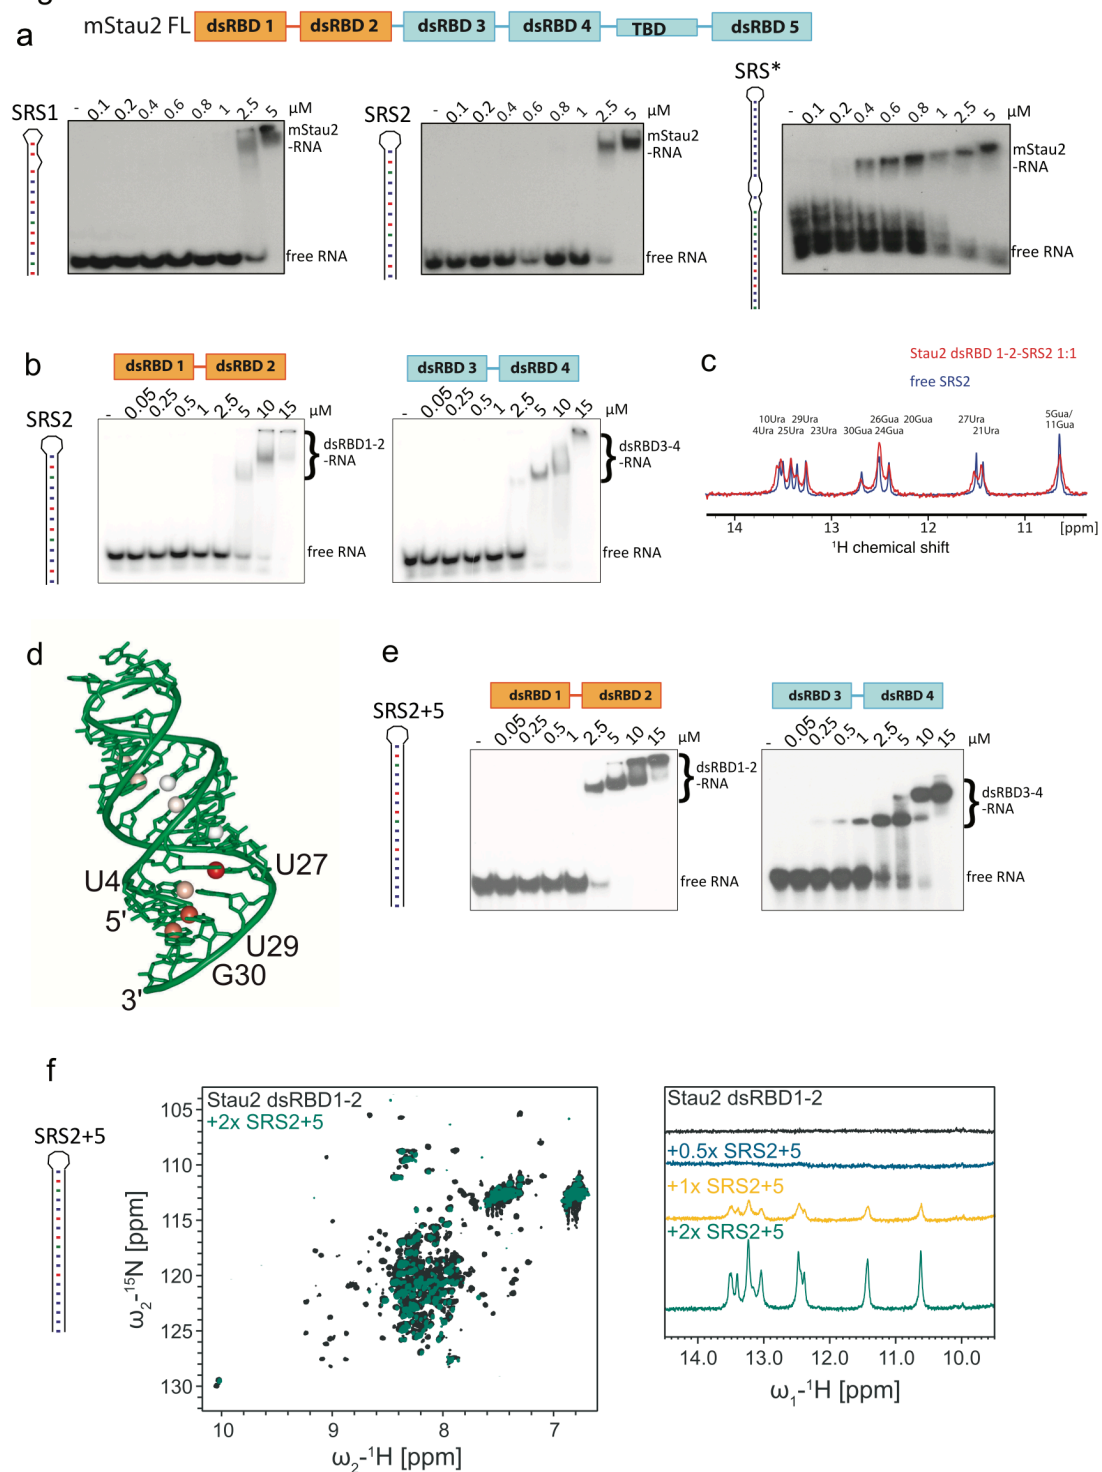 a
mStau2 FL dsRBD 1 dsRBD 2 dsRBD 3 dsRBD 4 TBD dsRBD 5
SRS1
- 0.1 0.2 0.4 0.6 0.8 1 2.5 5 µM
mStau2
-RNA
free RNA
SRS2
- 0.1 0.2 0.4 0.6 0.8 1 2.5 5 µM
mStau2
-RNA
free RNA
SRS*
- 0.1 0.2 0.4 0.6 0.8 1 2.5 5 µM
mStau2
-RNA
free RNA
b
dsRBD 1 dsRBD 2
SRS2
- 0.05 0.25 0.5 1 2.5 5 10 15 µM
dsRBD1-2
-RNA
free RNA
dsRBD 3 dsRBD 4
- 0.05 0.25 0.5 1 2.5 5 10 15 µM
dsRBD3-4
-RNA
free RNA
c
Stau2 dsRBD 1-2-SRS2 1:1
free SRS2
10Ura 29Ura 26Gua 20Gua 27Ura 5Gua/
4Ura 25Ura 23Ura 30Gua 24Gua 21Ura 11Gua
14 13 12 11 [ppm]
¹H chemical shift
d
U4
5'
U27
U29
G30
3'
e
SRS2+5
dsRBD 1 dsRBD 2
- 0.05 0.25 0.5 1 2.5 5 10 15 µM
dsRBD1-2
-RNA
free RNA
dsRBD 3 dsRBD 4
- 0.05 0.25 0.5 1 2.5 5 10 15 µM
dsRBD3-4
-RNA
free RNA
f
SRS2+5
Stau2 dsRBD1-2
+2x SRS2+5
105
110
115
120
125
130
ω₂-¹⁵N [ppm]
10 9 8 7
ω₂-¹H [ppm]
Stau2 dsRBD1-2
+0.5x SRS2+5
+1x SRS2+5
+2x SRS2+5
14.0 13.0 12.0 11.0 10.0
ω₁-¹H [ppm]